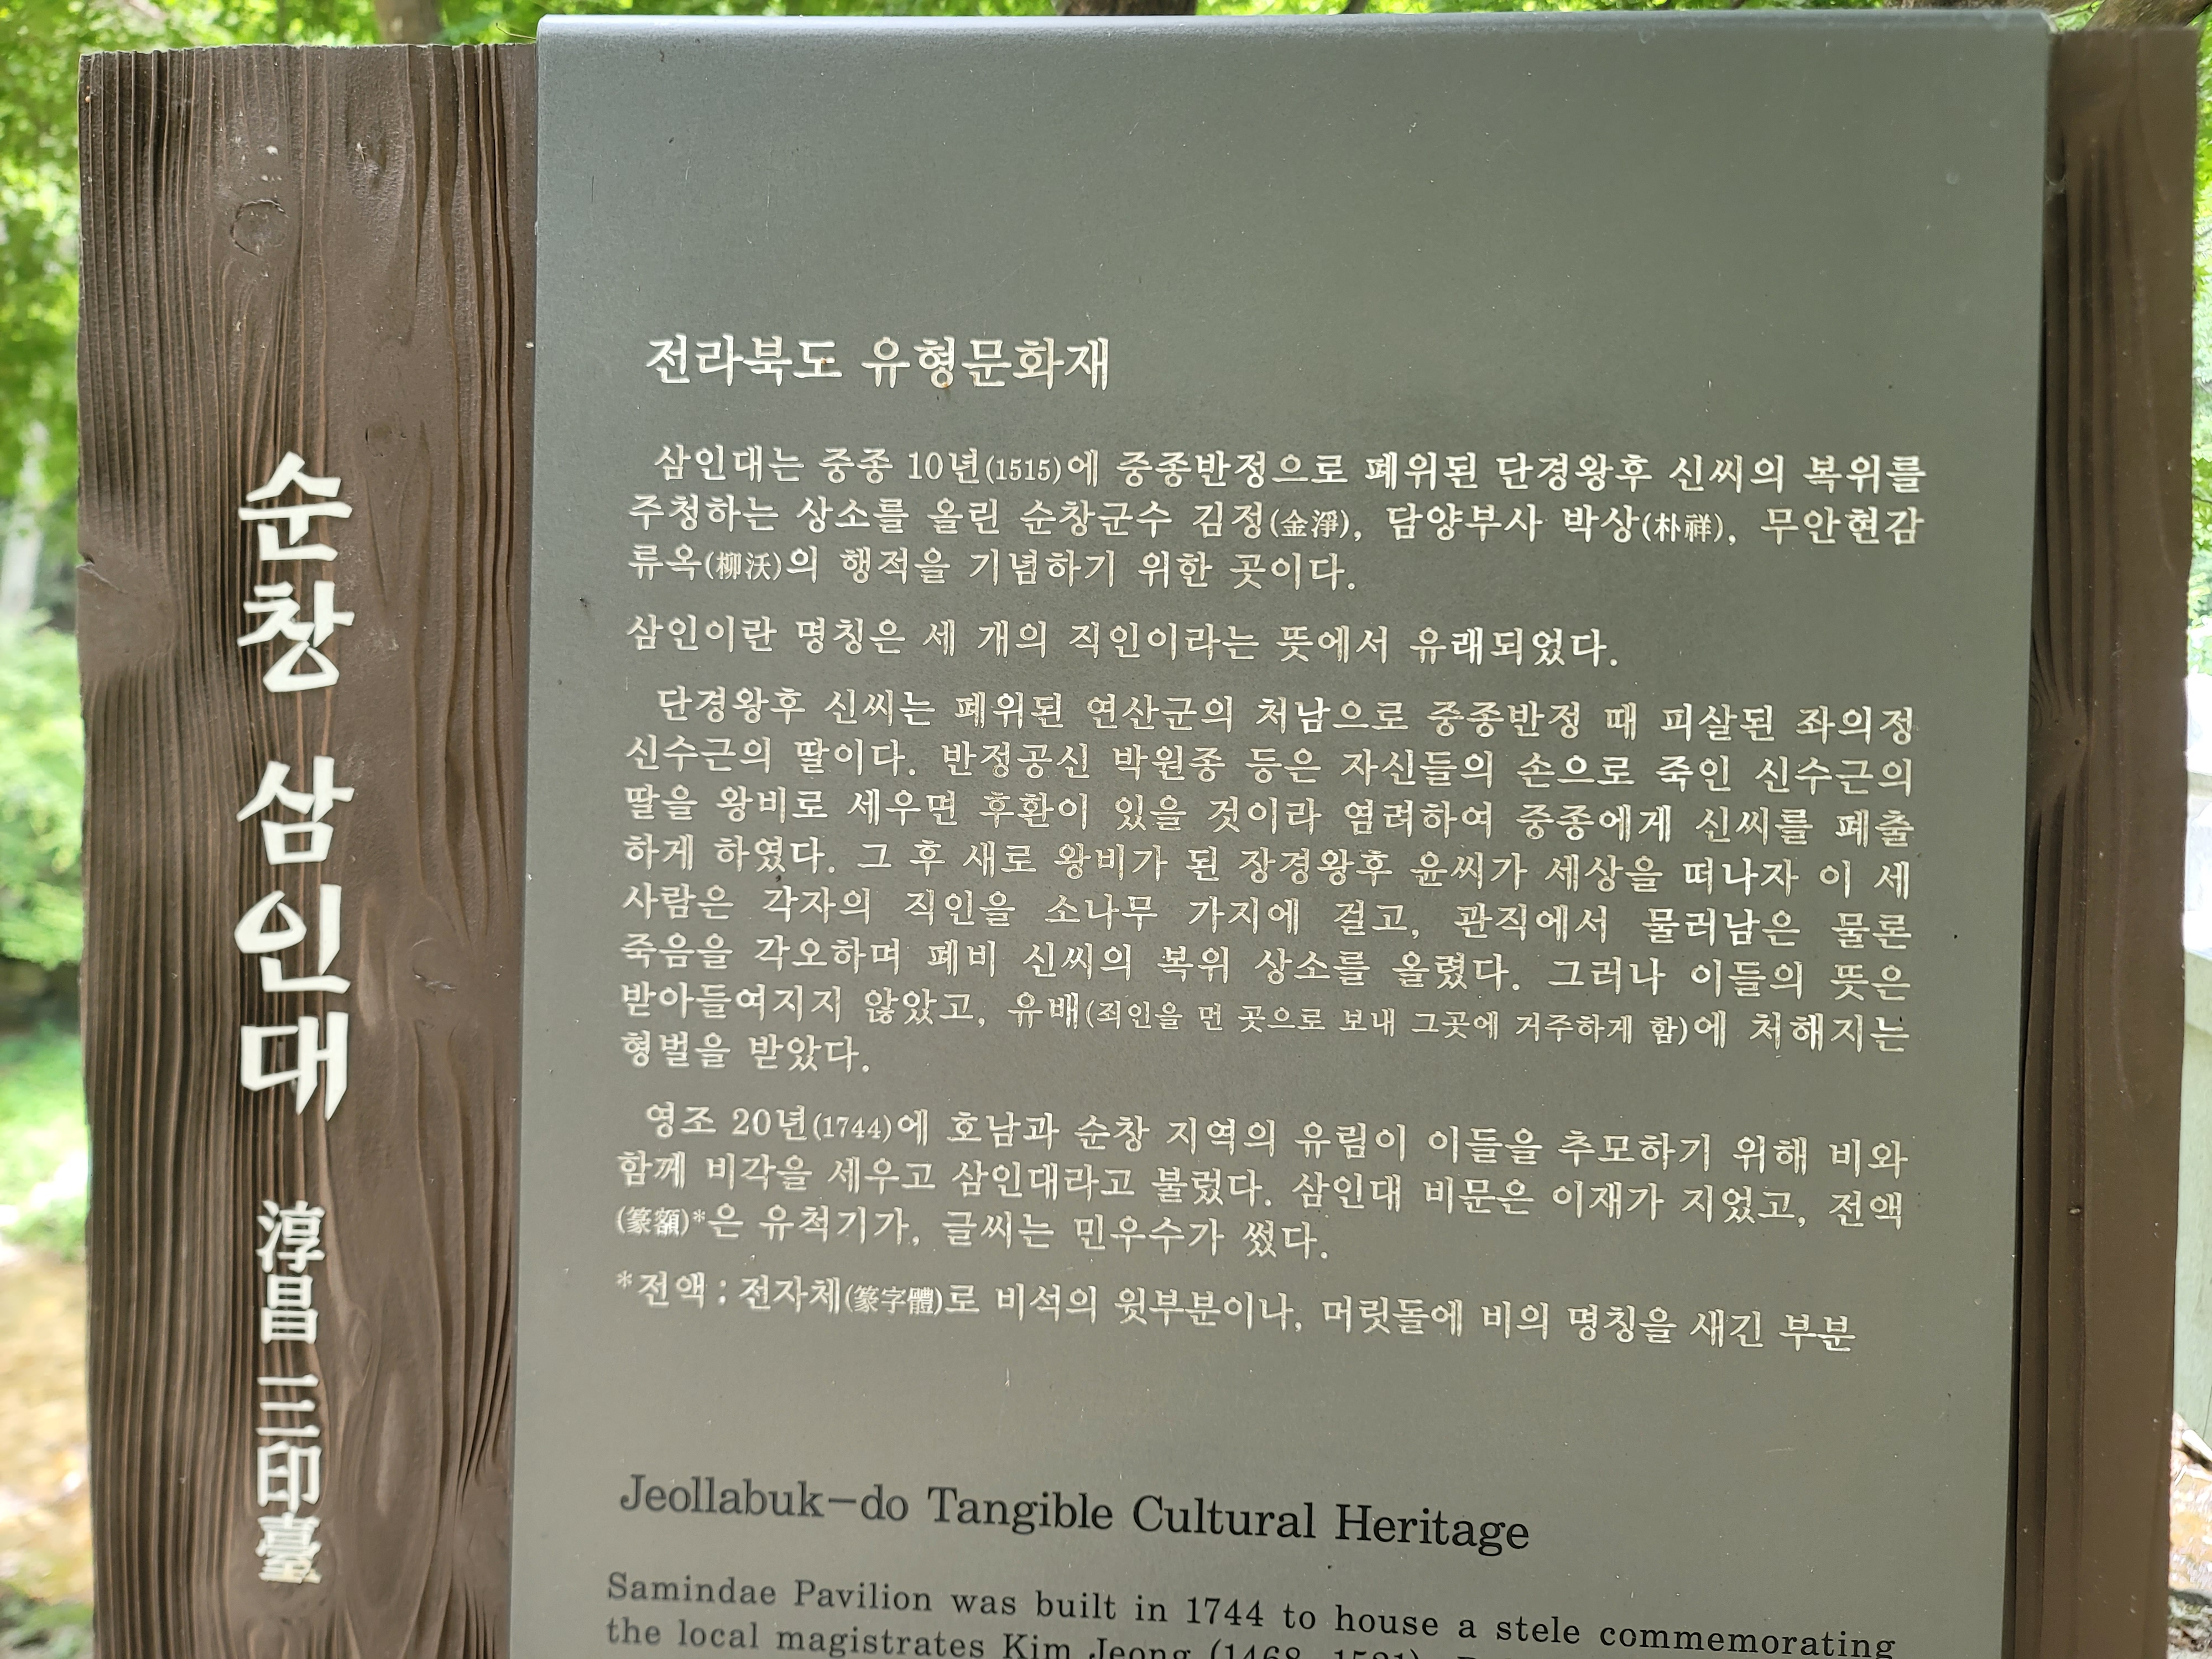 순창 삼인대
淳昌 三印臺
전라북도 유형문화재
삼인대는 중종 10년(1515)에 중종반정으로 폐위된 단경왕후 신씨의 복위를
주청하는 상소를 올린 순창군수 김정(金淨), 담양부사 박상(朴祥), 무안현감
류옥(柳沃)의 행적을 기념하기 위한 곳이다.
삼인이란 명칭은 세 개의 직인이라는 뜻에서 유래되었다.
단경왕후 신씨는 폐위된 연산군의 처남으로 중종반정 때 피살된 좌의정
신수근의 딸이다. 반정공신 박원종 등은 자신들의 손으로 죽인 신수근의
딸을 왕비로 세우면 후환이 있을 것이라 염려하여 중종에게 신씨를 폐출
하게 하였다. 그 후 새로 왕비가 된 장경왕후 윤씨가 세상을 떠나자 이 세
사람은 각자의 직인을 소나무 가지에 걸고, 관직에서 물러남은 물론
죽음을 각오하며 폐비 신씨의 복위 상소를 올렸다. 그러나 이들의 뜻은
받아들여지지 않았고, 유배(죄인을 먼 곳으로 보내 그곳에 거주하게 함)에 처해지는
형벌을 받았다.
영조 20년(1744)에 호남과 순창 지역의 유림이 이들을 추모하기 위해 비와
함께 비각을 세우고 삼인대라고 불렀다. 삼인대 비문은 이재가 지었고, 전액
(篆額)*은 유척기가, 글씨는 민우수가 썼다.
*전액 : 전자체(篆字體)로 비석의 윗부분이나, 머릿돌에 비의 명칭을 새긴 부분
Jeollabuk-do Tangible Cultural Heritage
Samindae Pavilion was built in 1744 to house a stele commemorating
the local magistrates Kim Jeong